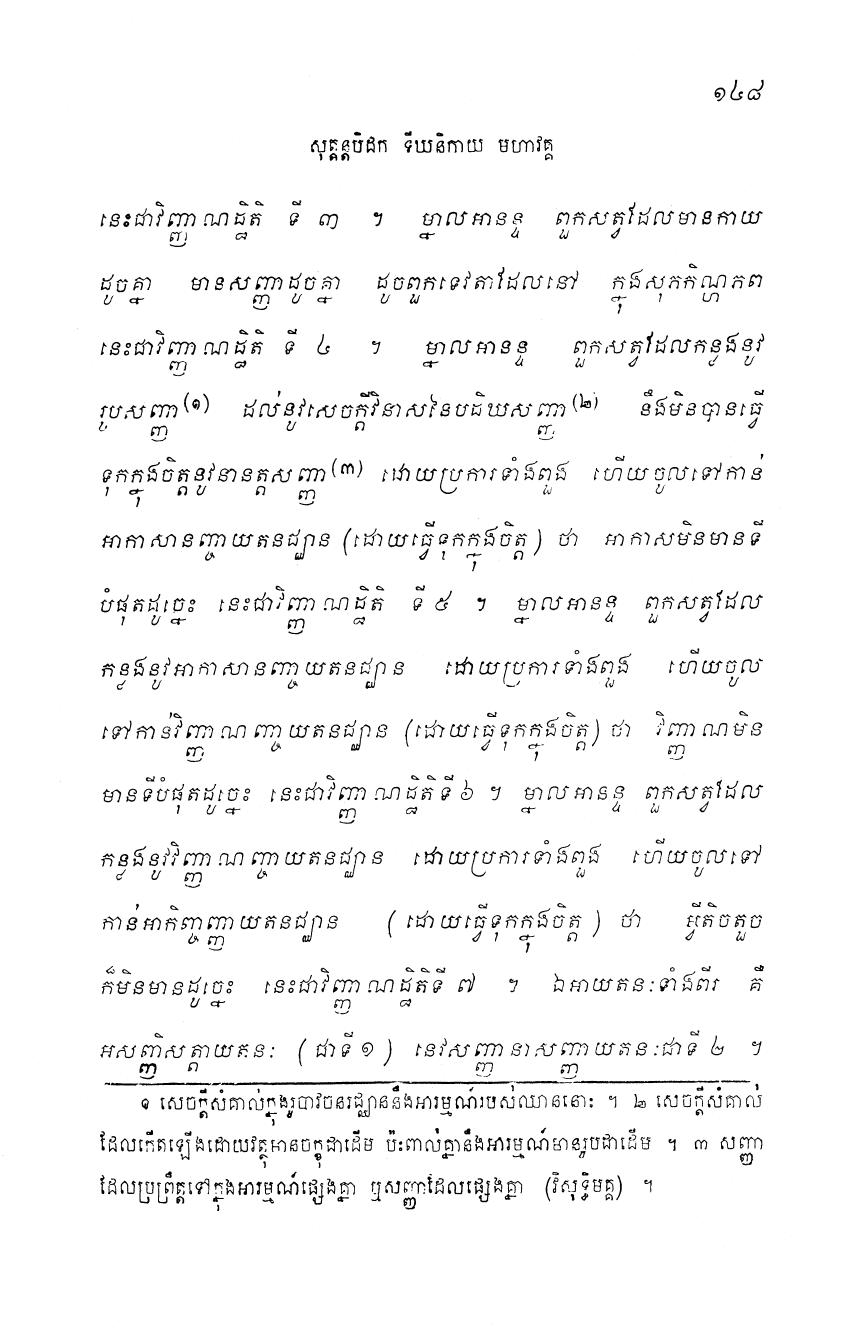 ១៤៨
សុត្តន្តបិដក ទីឃនិកាយ មហាវគ្គ
នេះជាវិញ្ញាណដ្ឋិតិ ទី ៣ ។ ម្នាលអានន្ទ ពួកសត្វដែលមានកាយ
ដូចគ្នា មានសញ្ញាដូចគ្នា ដូចពួកទេវតាដែលនៅ ក្នុងសុភកិណ្ហភព
នេះជាវិញ្ញាណដ្ឋិតិ ទី ៤ ។ ម្នាលអានន្ទ ពួកសត្វដែលកន្លងនូវ
រូបសញ្ញា(១) ដល់នូវសេចក្តីវិនាសនៃបដិឃសញ្ញា(២) នឹងមិនបានធ្វើ
ទុកក្នុងចិត្តនូវនានត្តសញ្ញា(៣) ដោយប្រការទាំងពួង ហើយចូលទៅកាន់
អាកាសានញ្ចាយតនជ្ឈាន (ដោយធ្វើទុកក្នុងចិត្ត) ថា អាកាសមិនមានទី
បំផុតដូច្នេះ នេះជាវិញ្ញាណដ្ឋិតិ ទី ៥ ។ ម្នាលអានន្ទ ពួកសត្វដែល
កន្លងនូវអាកាសានញ្ចាយតនជ្ឈាន ដោយប្រការទាំងពួង ហើយចូល
ទៅកាន់វិញ្ញាណញ្ចាយតនជ្ឈាន (ដោយធ្វើទុកក្នុងចិត្ត) ថា វិញ្ញាណមិន
មានទីបំផុតដូច្នេះ នេះជាវិញ្ញាណដ្ឋិតិទី ៦ ។ ម្នាលអានន្ទ ពួកសត្វដែល
កន្លងនូវវិញ្ញាណញ្ចាយតនជ្ឈាន ដោយប្រការទាំងពួង ហើយចូលទៅ
កាន់អាកិញ្ចញ្ញាយតនជ្ឈាន (ដោយធ្វើទុកក្នុងចិត្ត) ថា អ្វីតិចតួច
ក៏មិនមានដូច្នេះ នេះជាវិញ្ញាណដ្ឋិតិទី ៧ ។ ឯអាយតនៈទាំងពីរ គឺ
អសញ្ញិសត្តាយតនៈ (ជាទី ១) នេវសញ្ញានាសញ្ញាយតនៈជាទី ២ ។
១ សេចក្តីសំគាល់ក្នុងរូបាវចនរជ្ឈាននឹងអារម្មណ៍របស់ឈាននោះ ។ ២ សេចក្តីសំគាល់
ដែលកើតឡើងដោយវត្ថុមានចក្ខុជាដើម ប៉ះពាល់គ្នានឹងអារម្មណ៍មានរូបជាដើម ។ ៣ សញ្ញា
ដែលប្រព្រឹត្តទៅក្នុងអារម្មណ៍ផ្សេងគ្នា ឬសញ្ញាដែលផ្សេងគ្នា (វិសុទ្ធិមគ្គ) ។